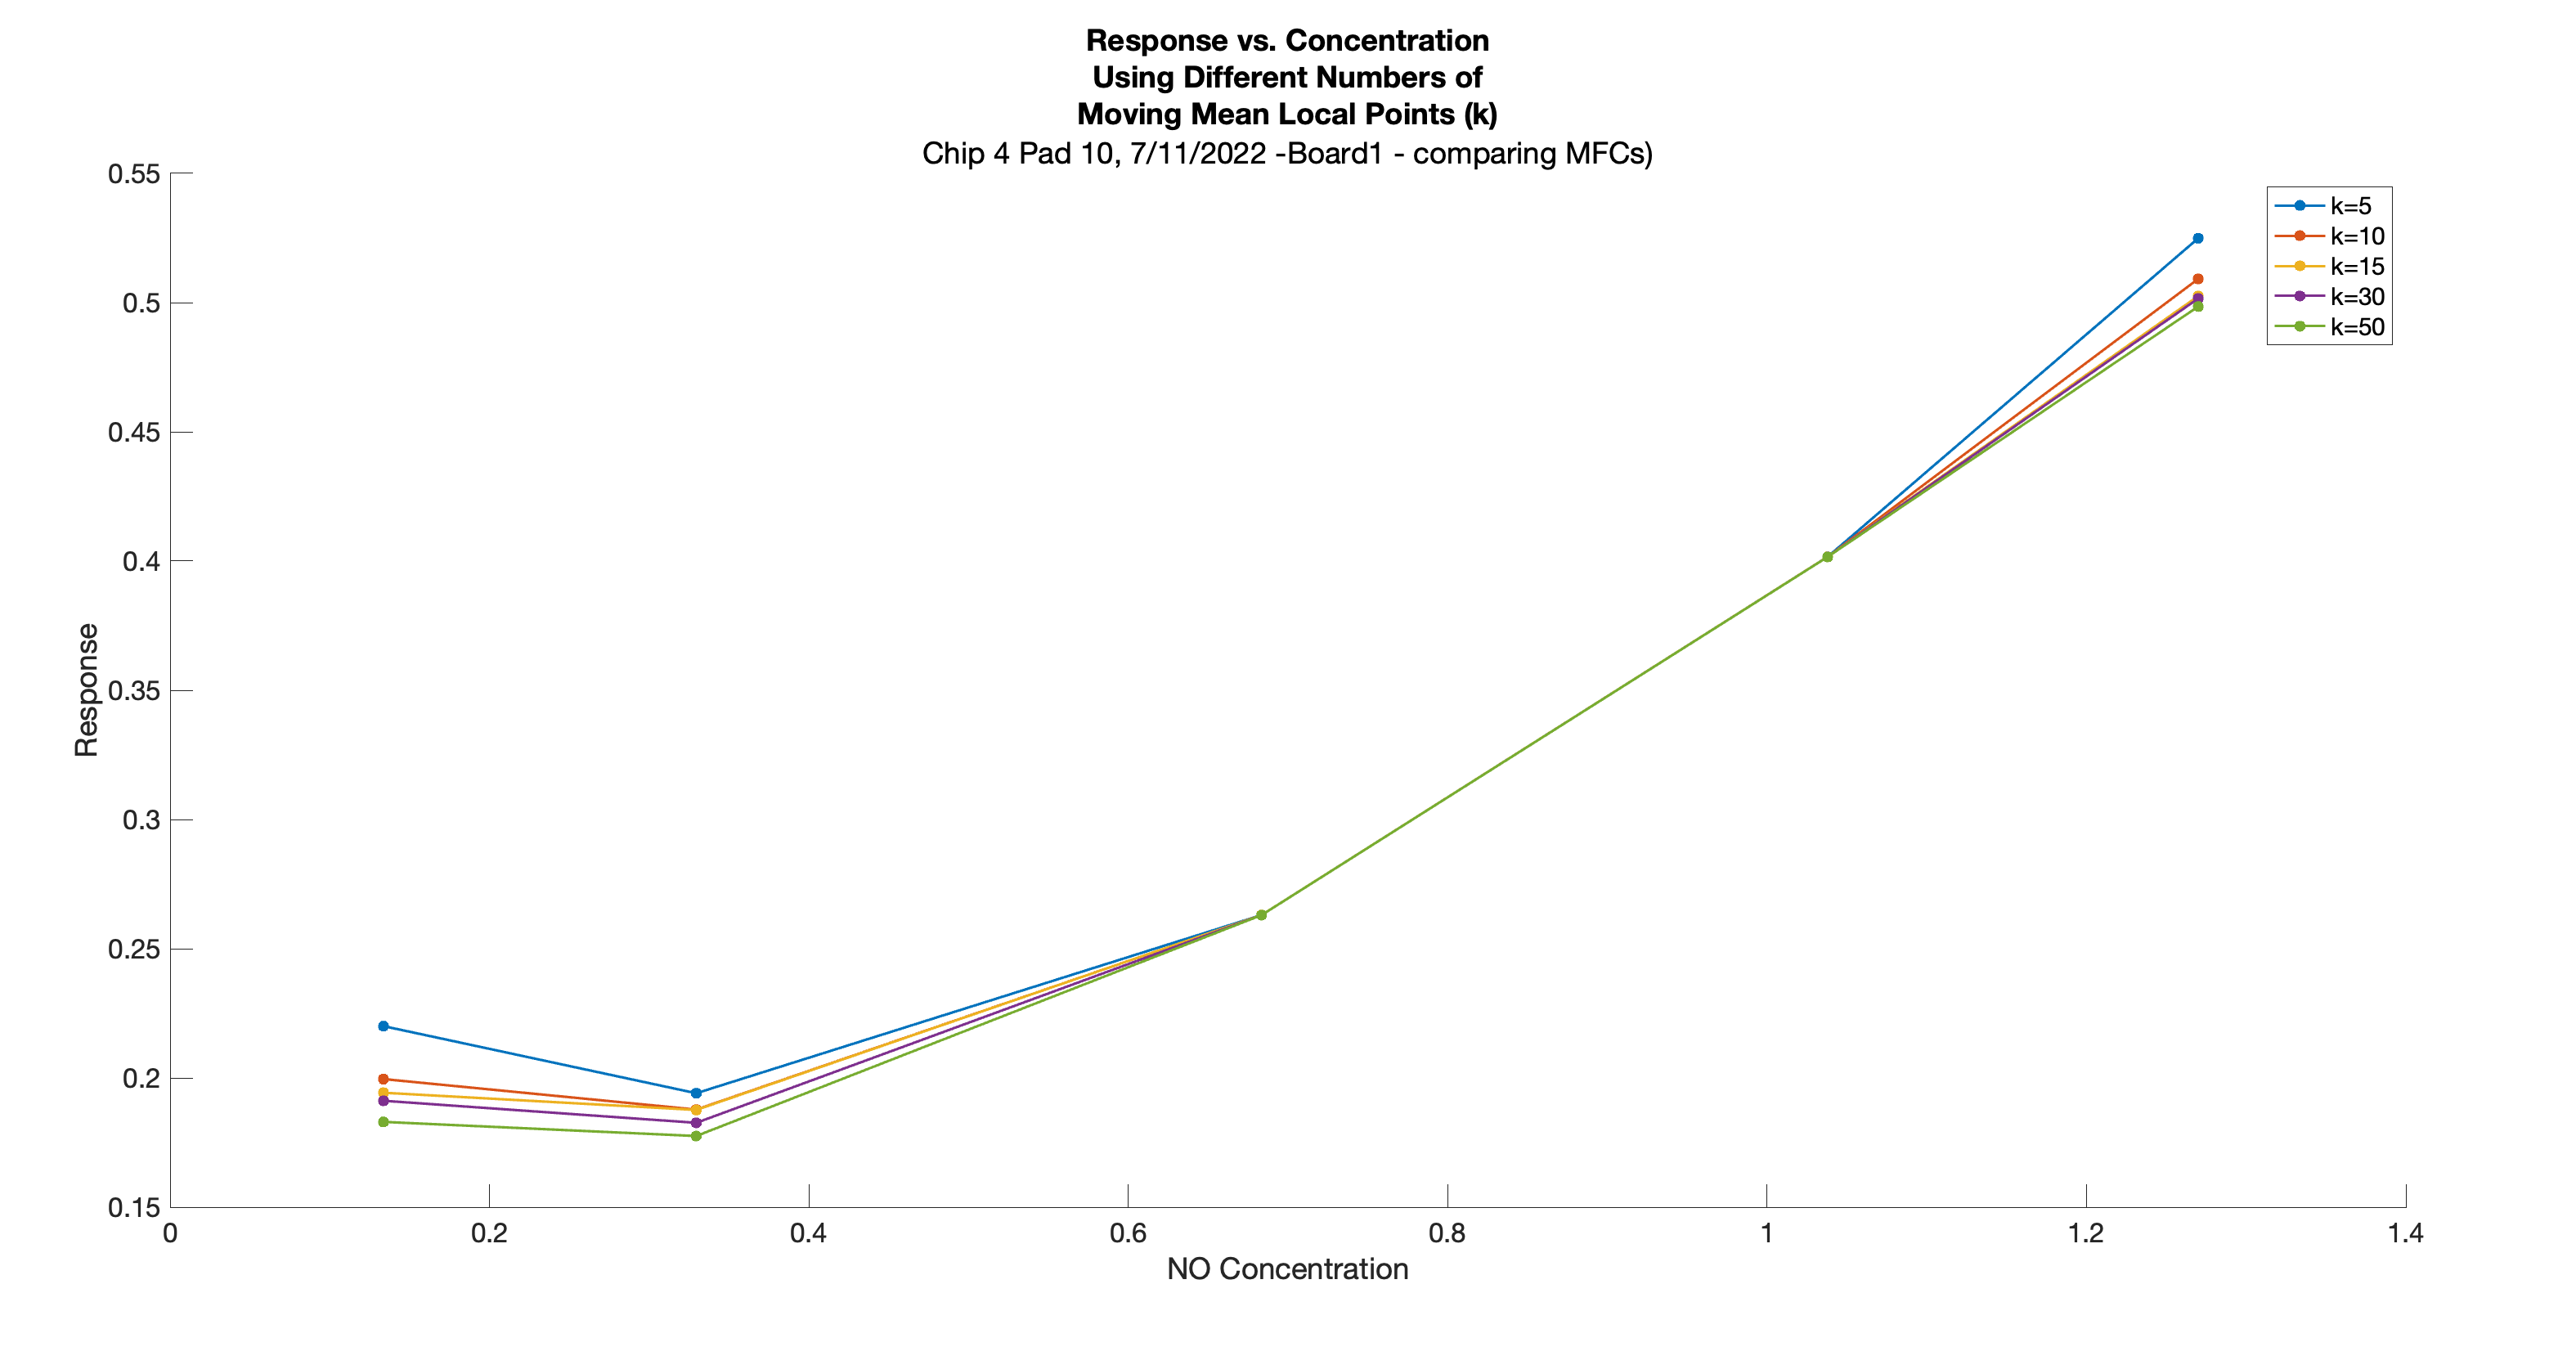 Response vs. Concentration
Using Different Numbers of
Moving Mean Local Points (k)
Chip 4 Pad 10, 7/11/2022 -Board1 - comparing MFCs)
0.55
0.5
0.45
0.4
0.35
0.3
0.25
0.2
0.15
Response
k=5
k=10
k=15
k=30
k=50
0 0.2 0.4 0.6 0.8 1 1.2 1.4
NO Concentration